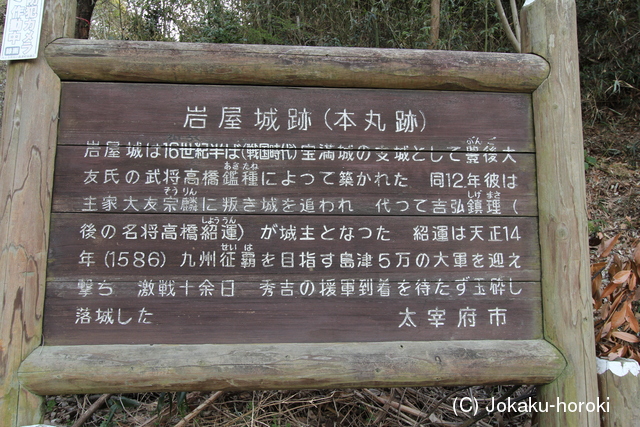 岩屋城跡（本丸跡）
岩屋城は16世紀半ば（戦国時代）宝満城の支城として豊後大
友氏の武将高橋鑑種によって築かれた 同12年彼は
主家大友宗麟に叛き城を追われ 代って吉弘鎮理（
後の名将高橋紹運）が城主となった 紹運は天正14
年（1586）九州征覇を目指す島津5万の大軍を迎え
撃ち 激戦十余日 秀吉の援軍到着を待たず玉砕し
落城した 太宰府市
(C) Jokaku-horoki